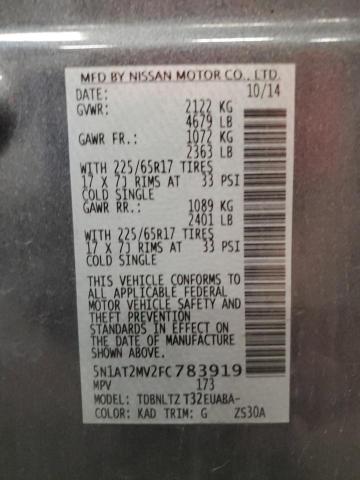 MFD BY NISSAN MOTOR CO., LTD.
DATE: 10/14
GVWR: 2122 KG
4679 LB
GAWR FR.: 1072 KG
2363 LB
WITH 225/65R17 TIRES
17 X 7J RIMS AT 33 PSI
COLD SINGLE
GAWR RR.: 1089 KG
2401 LB
WITH 225/65R17 TIRES
17 X 7J RIMS AT 33 PSI
COLD SINGLE
THIS VEHICLE CONFORMS TO
ALL APPLICABLE FEDERAL
MOTOR VEHICLE SAFETY AND
THEFT PREVENTION
STANDARDS IN EFFECT ON
THE DATE OF MANUFACTURE
SHOWN ABOVE.
5N1AT2MV2FC783919
MPV 173
MODEL: TDBNLTZ T32EUABA-
COLOR: KAD TRIM: G ZS30A